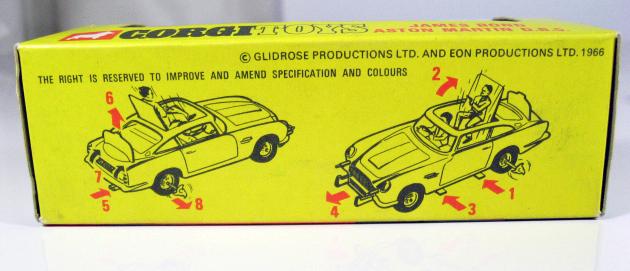 CORGI TOYS
JAMES BOND
ASTON MARTIN D.B.5.
© GLIDROSE PRODUCTIONS LTD. AND EON PRODUCTIONS LTD. 1966
THE RIGHT IS RESERVED TO IMPROVE AND AMEND SPECIFICATION AND COLOURS
6
7
5
8
2
4
3
1